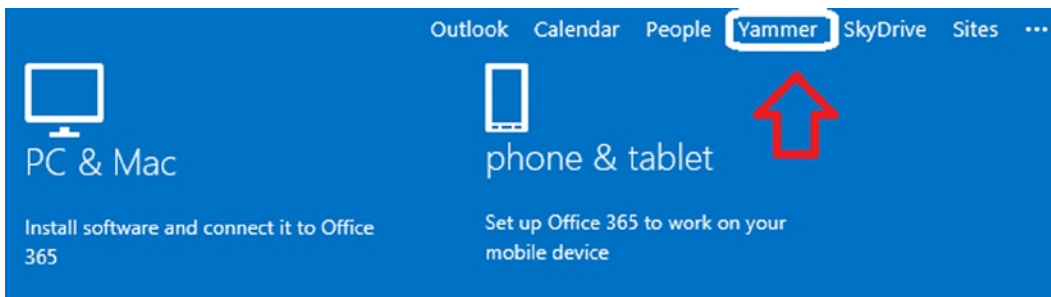 Outlook Calendar People Yammer SkyDrive Sites ...
PC & Mac
Install software and connect it to Office
365
phone & tablet
Set up Office 365 to work on your
mobile device